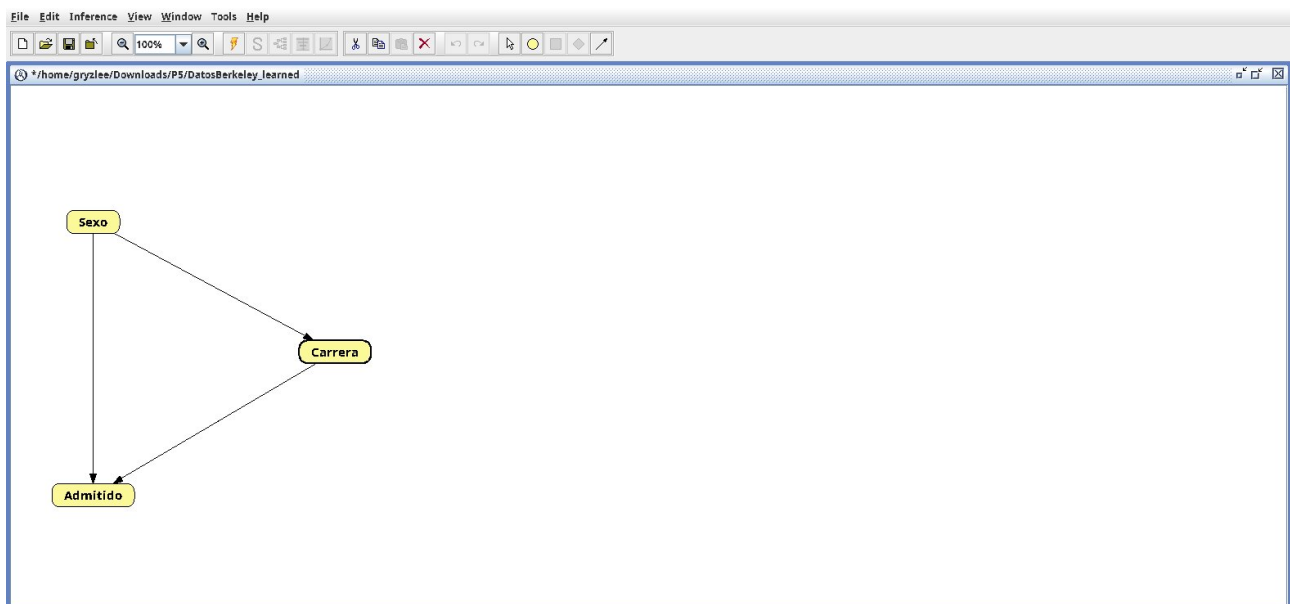 File Edit Inference View Window Tools Help
100%
*/home/gryzlee/Downloads/P5/DatosBerkeley_learned
Sexo
Carrera
Admitido